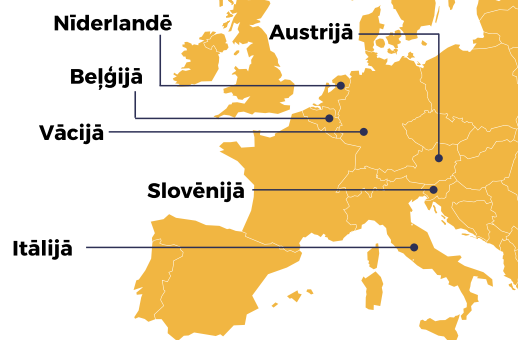 Nīderlandē
Austrijā
Beļģijā
Vācijā
Slovēnijā
Itālijā